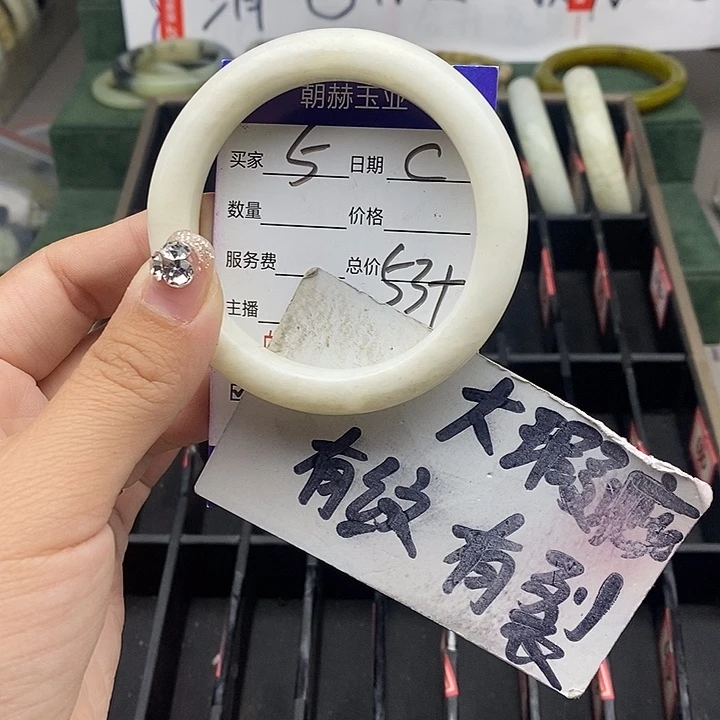 朝赫玉业
买家 5 日期 C
数量 价格
服务费 总价 53+
主播
大瑕疵
有纹 有裂